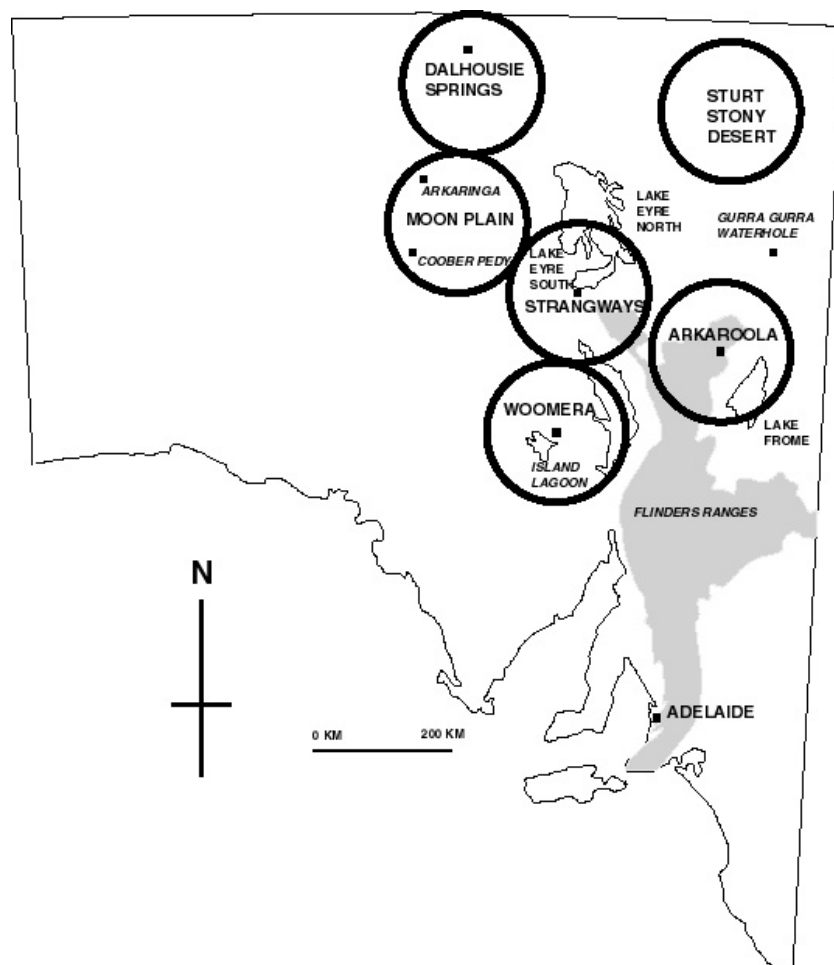 DALHOUSIE
SPRINGS
STURT
STONY
DESERT
ARKARINGA
MOON PLAIN
COOBER PEDY
LAKE
EYRE
NORTH
GURRA GURRA
WATERHOLE
LAKE
EYRE
SOUTH
STRANGWAYS
ARKAROOLA
WOOMERA
ISLAND
LAGOON
LAKE
FROME
FLINDERS RANGES
N
ADELAIDE
0 KM 200 KM